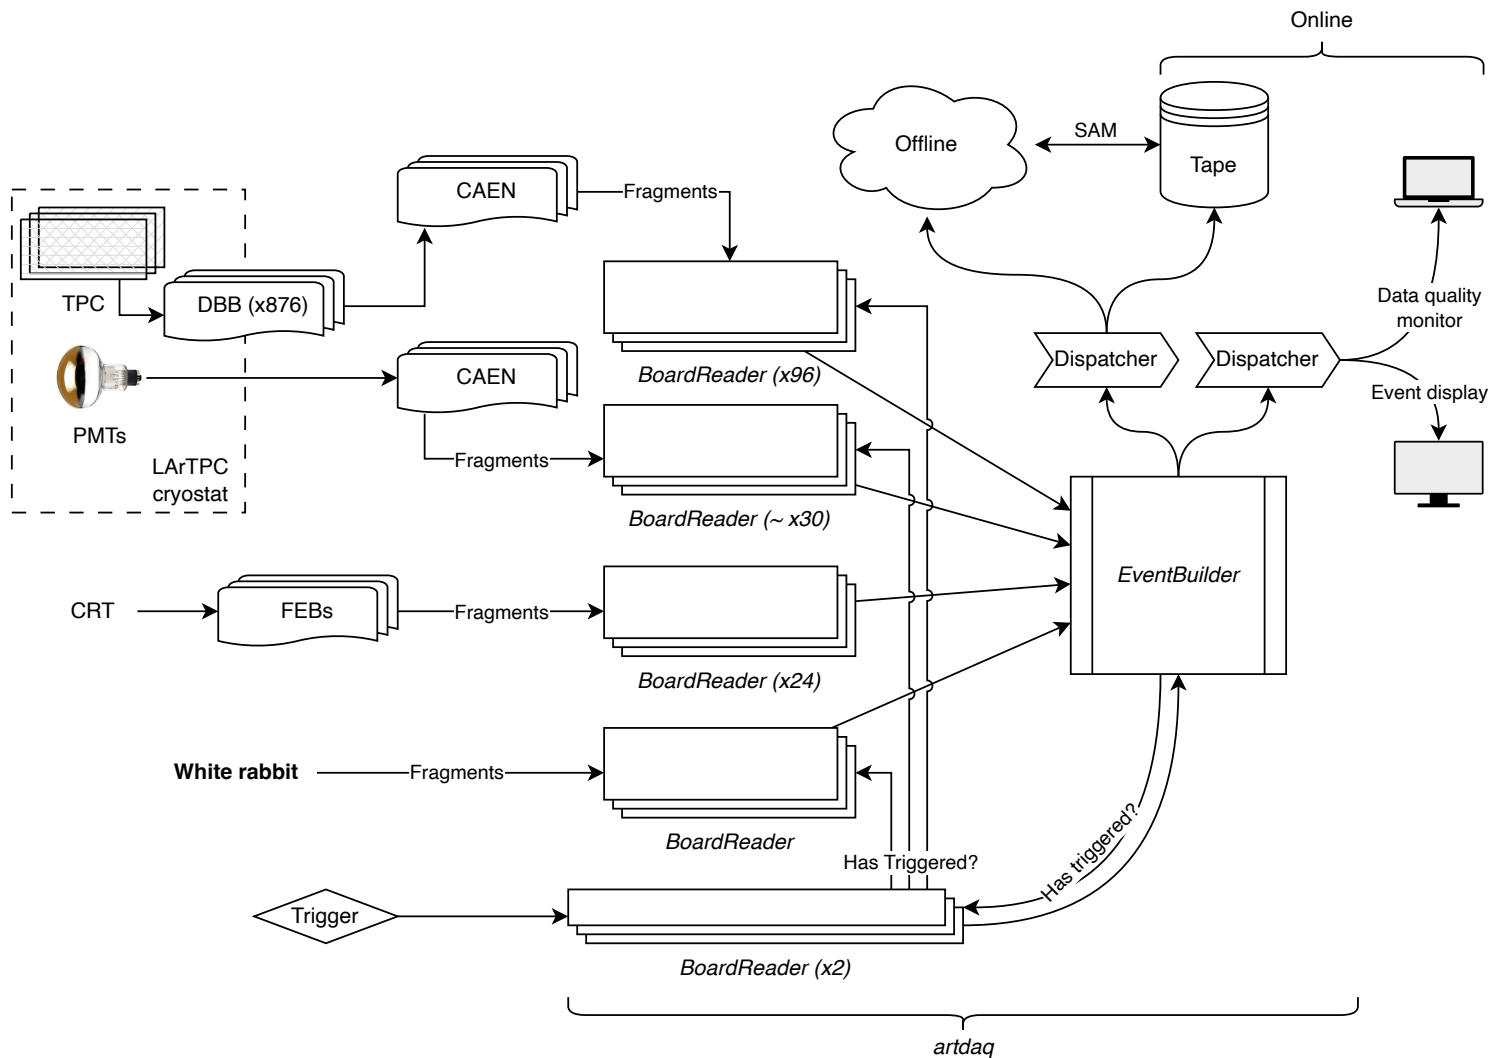 Online
SAM
Offline
Tape
CAEN
Fragments
TPC
DBB (x876)
Data quality
monitor
Dispatcher
Dispatcher
CAEN
BoardReader (x96)
Event display
PMTs
LArTPC
cryostat
Fragments
BoardReader (~ x30)
EventBuilder
CRT
FEBs
Fragments
BoardReader (x24)
White rabbit
Fragments
BoardReader
Has Triggered?
Has triggered?
Trigger
BoardReader (x2)
artdaq